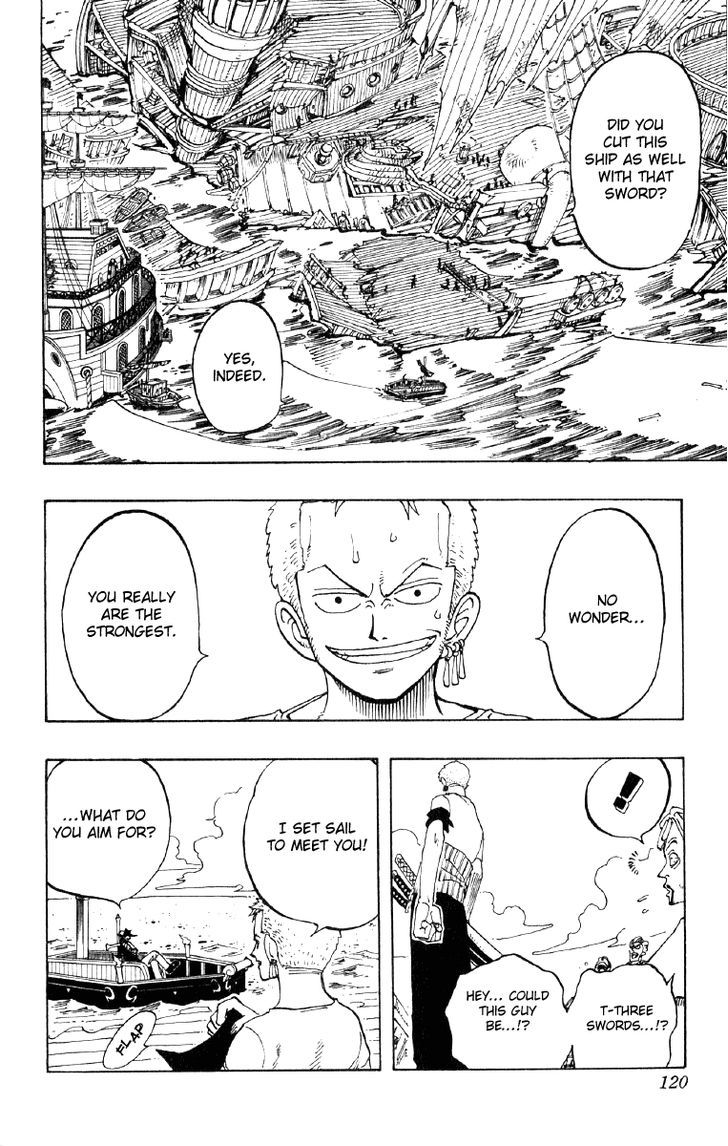 DID YOU
CUT THIS
SHIP AS WELL
WITH THAT
SWORD?
YES,
INDEED.
NO
WONDER...
YOU REALLY
ARE THE
STRONGEST.
!
T-THREE
SWORDS...!?
HEY... COULD
THIS GUY
BE...!?
I SET SAIL
TO MEET YOU!
...WHAT DO
YOU AIM FOR?
FLAP
120